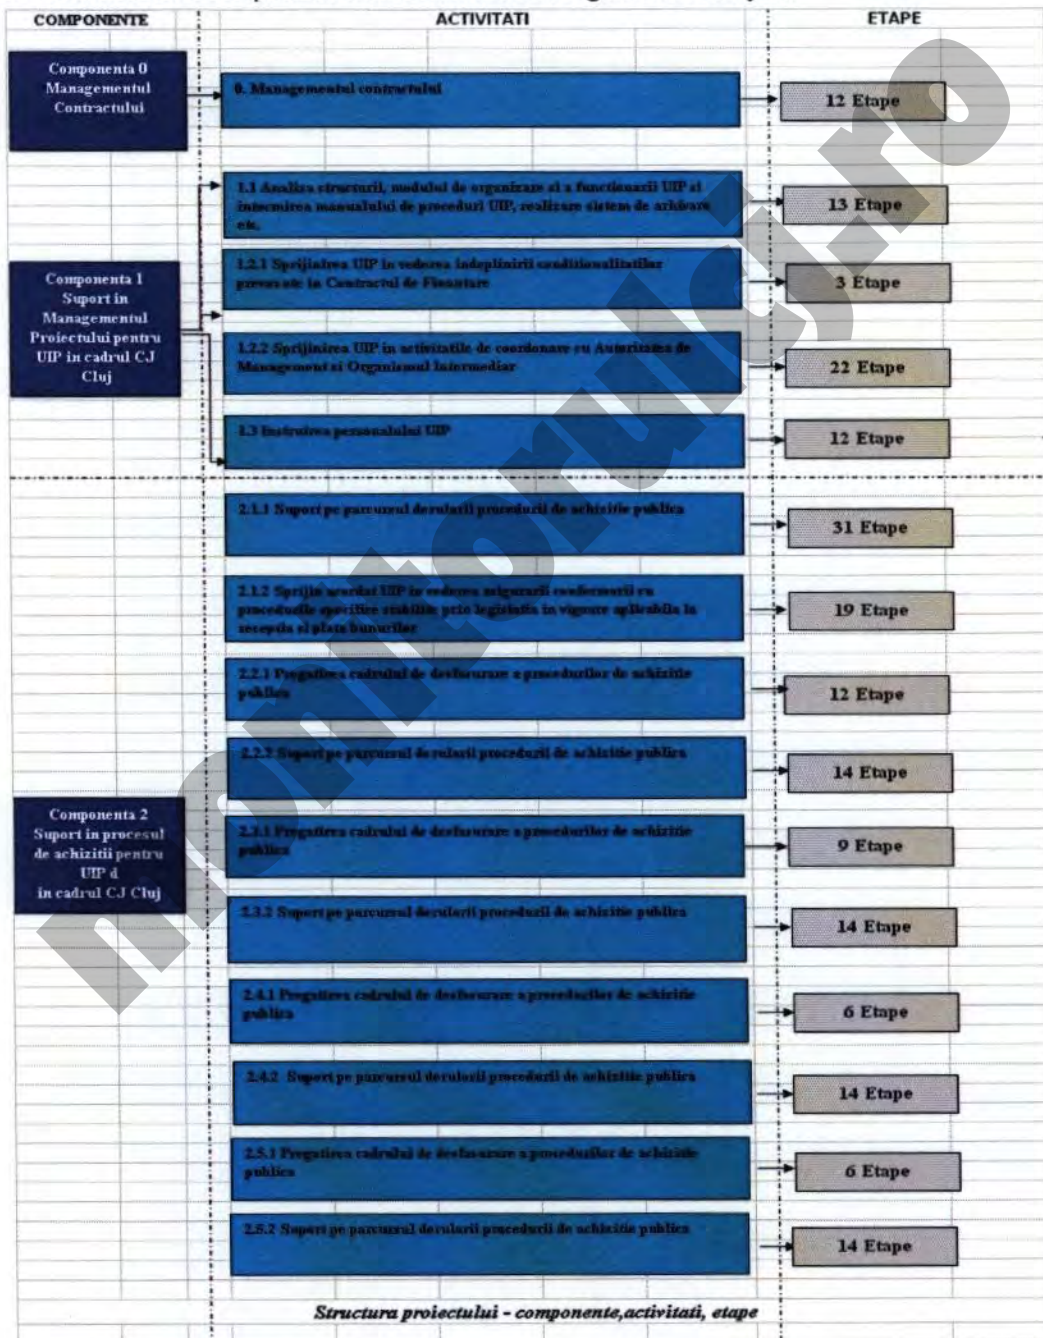 COMPONENTE
ACTIVITATI
ETAPE
Componenta 0
Managementul
Contractului
0. Managementul contractului
12 Etape
1.1 Analiza structurii, modului de organizare si a functionarii UIP si
intocmirea manualului de proceduri UIP, realizare sistem de arhivare
etc.
13 Etape
Componenta 1
Suport in
Managementul
Proiectului pentru
UIP in cadrul CJ
Cluj
1.2.1 Sprijinirea UIP in vederea indeplinirii conditionalitatilor
prevazute in Contractul de Finantare
3 Etape
1.2.2 Sprijinirea UIP in activitatile de coordonare cu Autoritatea de
Management si Organismul Intermediar
22 Etape
1.3 Instruirea personalului UIP
12 Etape
2.1.1 Suport pe parcursul derularii procedurii de achizitie publica
31 Etape
2.1.2 Sprijin acordat UIP in vederea asigurarii conformarii cu
procedurile specifice stabilite prin legislatia in vigoare aplicabila la
receptia si plata bunurilor
19 Etape
2.2.1 Pregatirea cadrului de desfasurare a procedurilor de achizitie
publica
12 Etape
2.2.2 Suport pe parcursul derularii procedurii de achizitie publica
14 Etape
Componenta 2
Suport in procesul
de achizitii pentru
UIP d
in cadrul CJ Cluj
2.3.1 Pregatirea cadrului de desfasurare a procedurilor de achizitie
publica
9 Etape
2.3.2 Suport pe parcursul derularii procedurii de achizitie publica
14 Etape
2.4.1 Pregatirea cadrului de desfasurare a procedurilor de achizitie
publica
6 Etape
2.4.2 Suport pe parcursul derularii procedurii de achizitie publica
14 Etape
2.5.1 Pregatirea cadrului de desfasurare a procedurilor de achizitie
publica
6 Etape
2.5.2 Suport pe parcursul derularii procedurii de achizitie publica
14 Etape
Structura proiectului - componente,activitati, etape
monitorulcj.ro